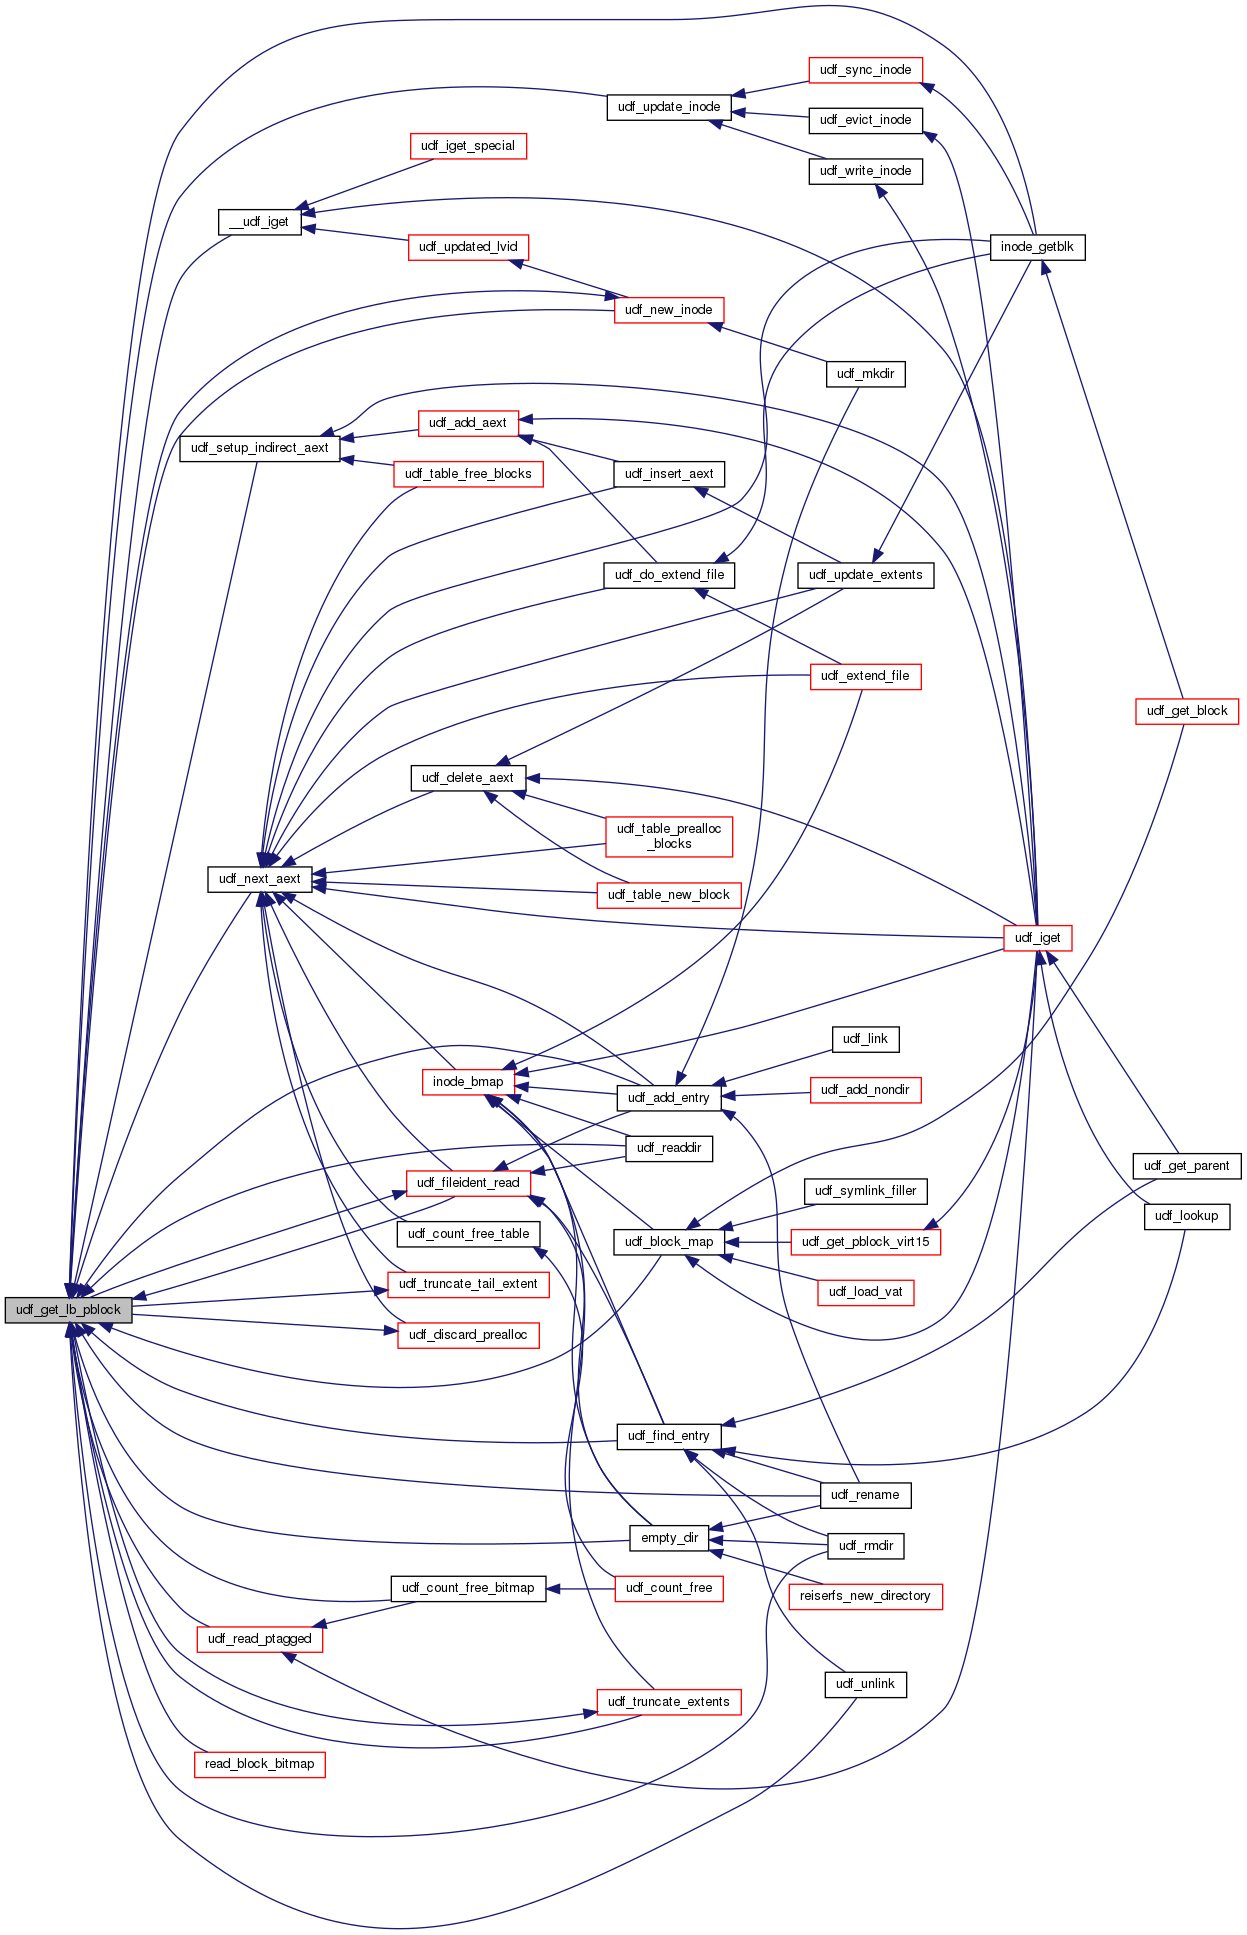 udf_sync_inode
udf_update_inode
udf_evict_inode
udf_iget_special
udf_write_inode
__udf_iget
udf_updated_lvid
inode_getblk
udf_new_inode
udf_mkdir
udf_add_aext
udf_setup_indirect_aext
udf_table_free_blocks
udf_insert_aext
udf_do_extend_file
udf_update_extents
udf_extend_file
udf_get_block
udf_delete_aext
udf_table_prealloc
_blocks
udf_next_aext
udf_table_new_block
udf_iget
udf_link
inode_bmap
udf_add_entry
udf_add_nondir
udf_readdir
udf_get_parent
udf_fileident_read
udf_symlink_filler
udf_lookup
udf_count_free_table
udf_block_map
udf_get_pblock_virt15
udf_truncate_tail_extent
udf_load_vat
udf_get_lb_pblock
udf_discard_prealloc
udf_find_entry
udf_rename
empty_dir
udf_rmdir
udf_count_free_bitmap
udf_count_free
reiserfs_new_directory
udf_read_ptagged
udf_unlink
udf_truncate_extents
read_block_bitmap